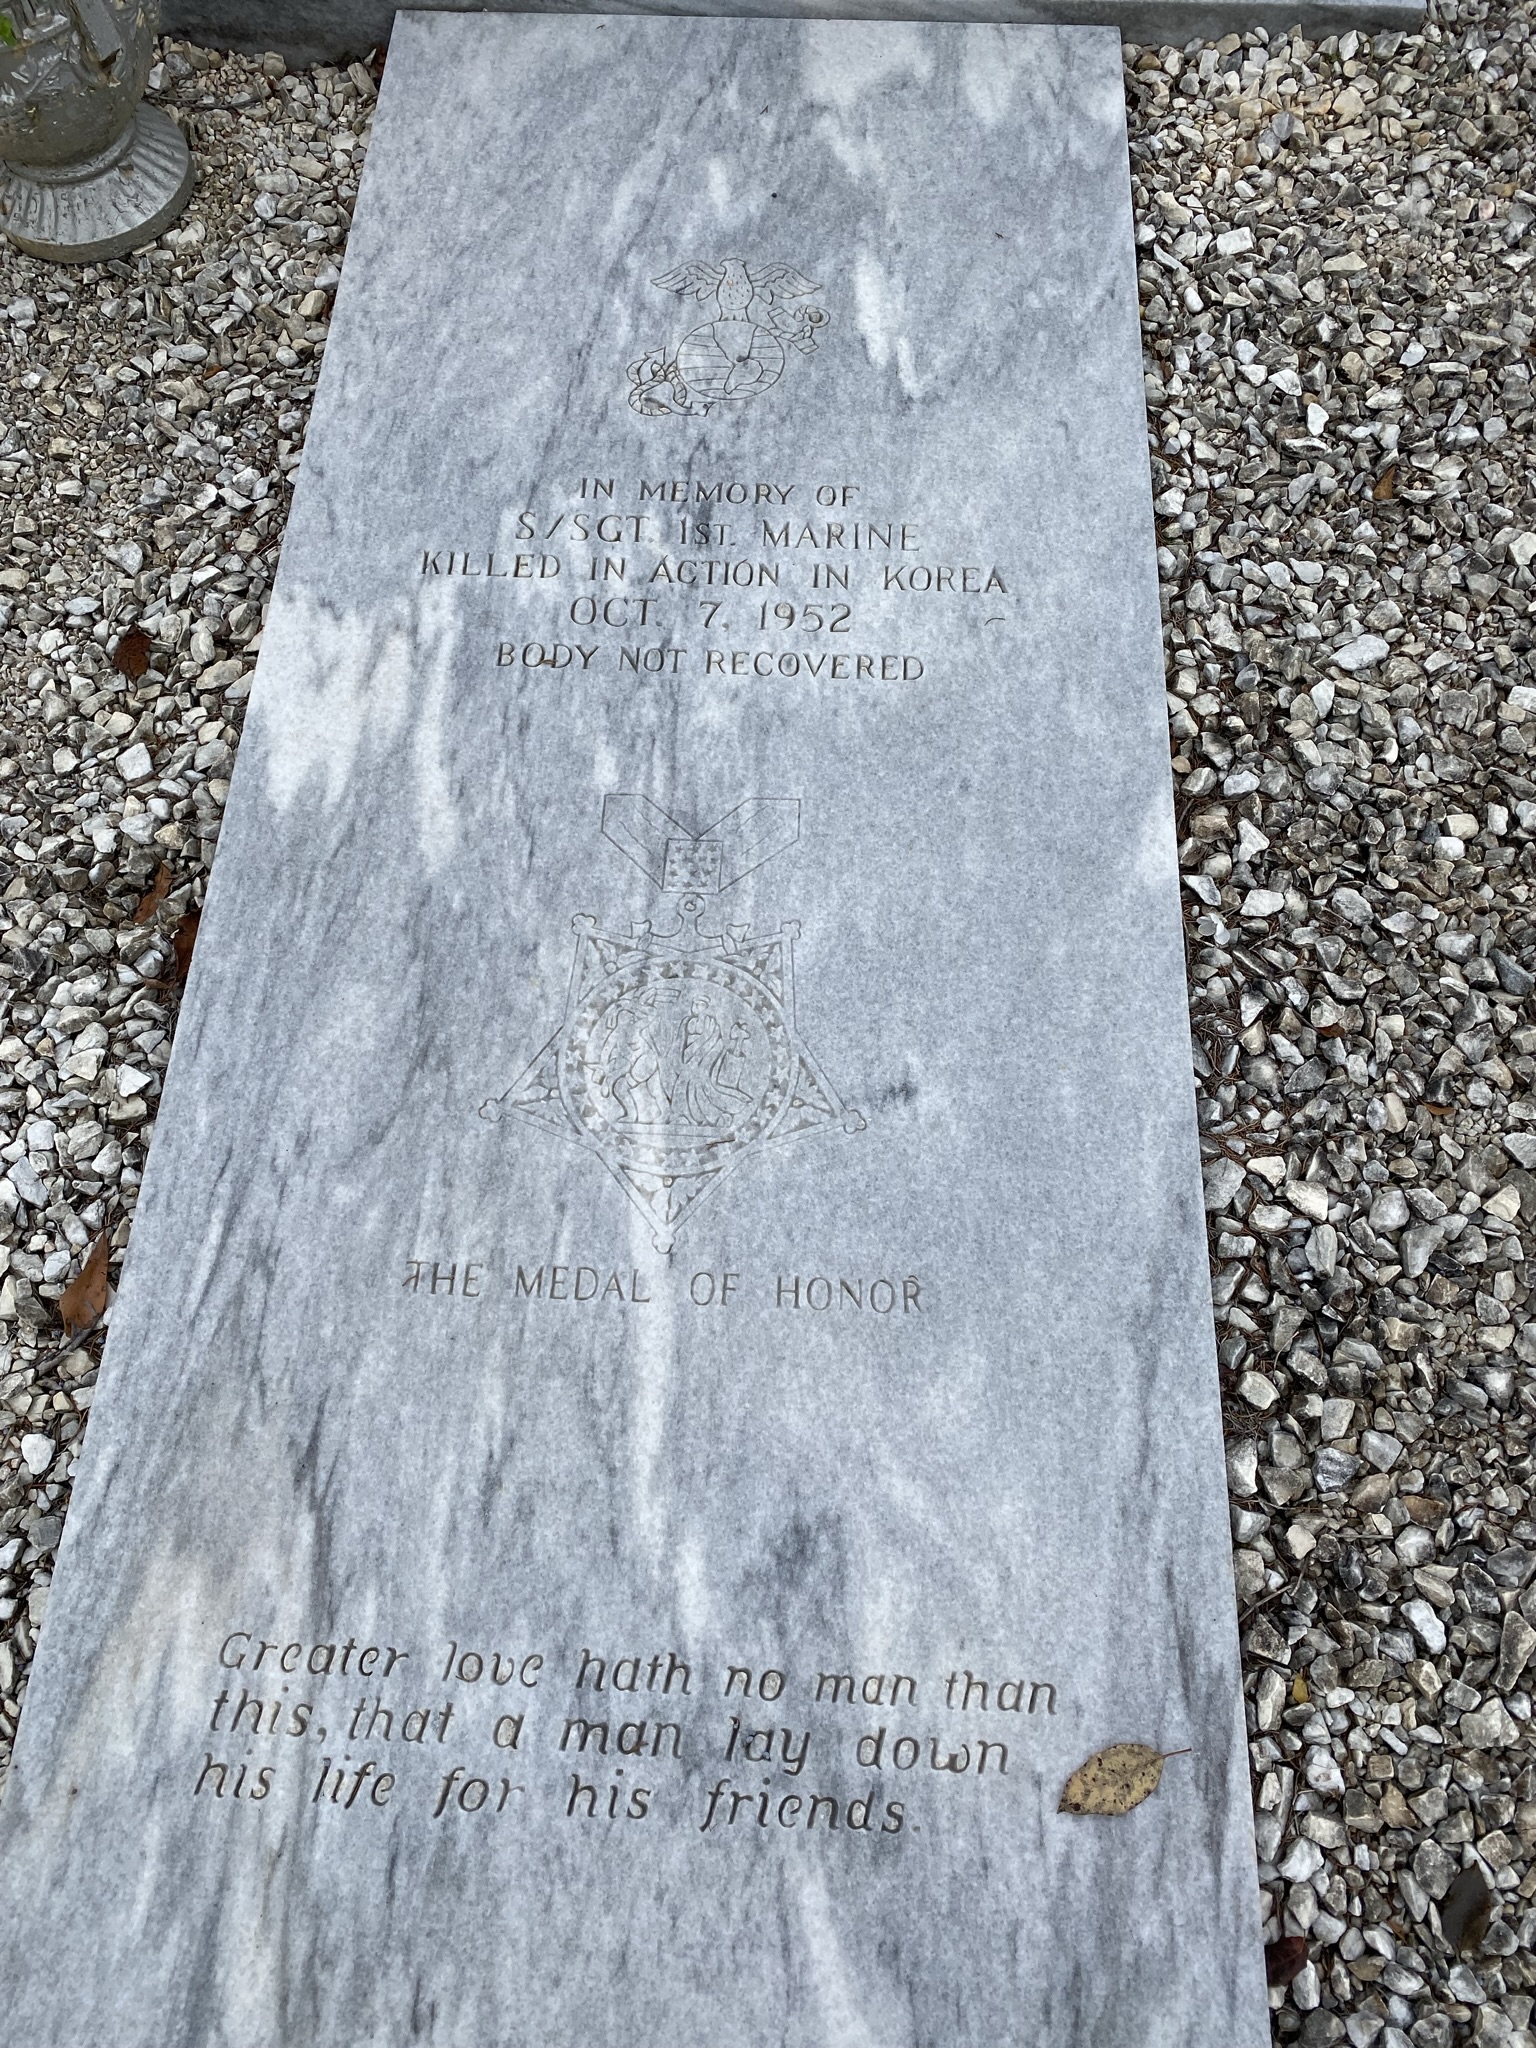 IN MEMORY OF
S/SGT. 1ST. MARINE
KILLED IN ACTION IN KOREA
OCT. 7, 1952
BODY NOT RECOVERED
THE MEDAL OF HONOR
Greater love hath no man than
this, that a man lay down
his life for his friends.